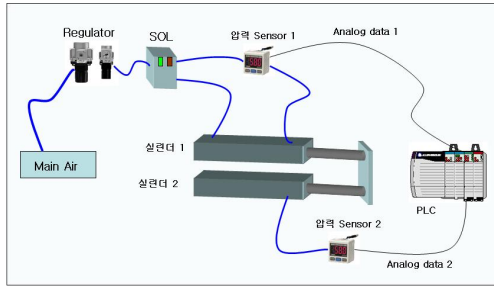 Regulator
SOL
압력 Sensor 1
Analog data 1
Main Air
실린더 1
실린더 2
PLC
압력 Sensor 2
Analog data 2